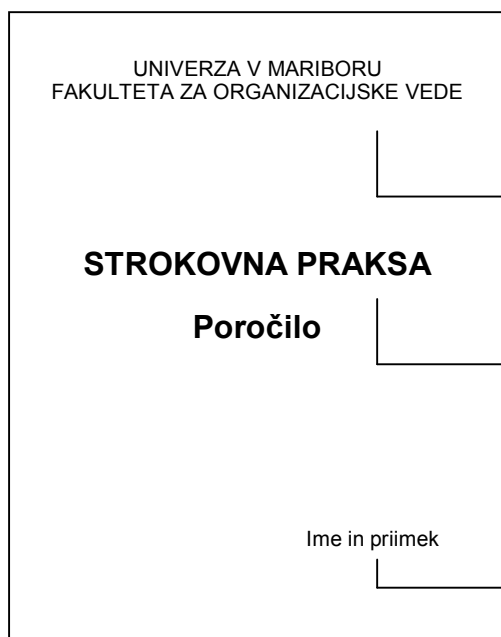 UNIVERZA V MARIBORU
FAKULTETA ZA ORGANIZACIJSKE VEDE
STROKOVNA PRAKSA
Poročilo
Ime in priimek